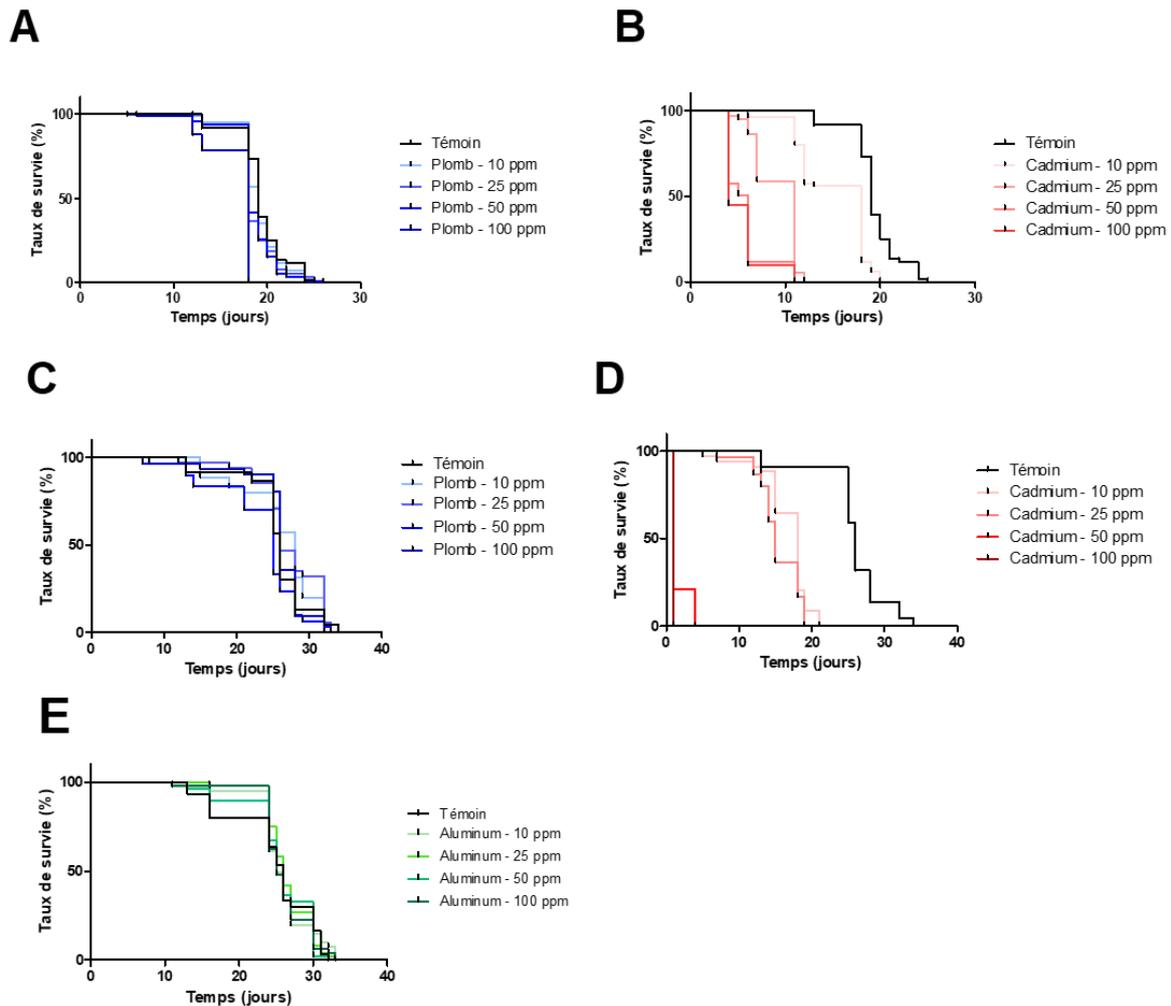 A
Taux de survie (%)
100
50
0
0 10 20 30
Temps (jours)
Témoin
Plomb - 10 ppm
Plomb - 25 ppm
Plomb - 50 ppm
Plomb - 100 ppm
B
Taux de survie (%)
100
50
0
0 10 20 30
Temps (jours)
Témoin
Cadmium - 10 ppm
Cadmium - 25 ppm
Cadmium - 50 ppm
Cadmium - 100 ppm
C
Taux de survie (%)
100
50
0
0 10 20 30 40
Temps (jours)
Témoin
Plomb - 10 ppm
Plomb - 25 ppm
Plomb - 50 ppm
Plomb - 100 ppm
D
Taux de survie (%)
100
50
0
0 10 20 30 40
Temps (jours)
Témoin
Cadmium - 10 ppm
Cadmium - 25 ppm
Cadmium - 50 ppm
Cadmium - 100 ppm
E
Taux de survie (%)
100
50
0
0 10 20 30 40
Temps (jours)
Témoin
Aluminum - 10 ppm
Aluminum - 25 ppm
Aluminum - 50 ppm
Aluminum - 100 ppm